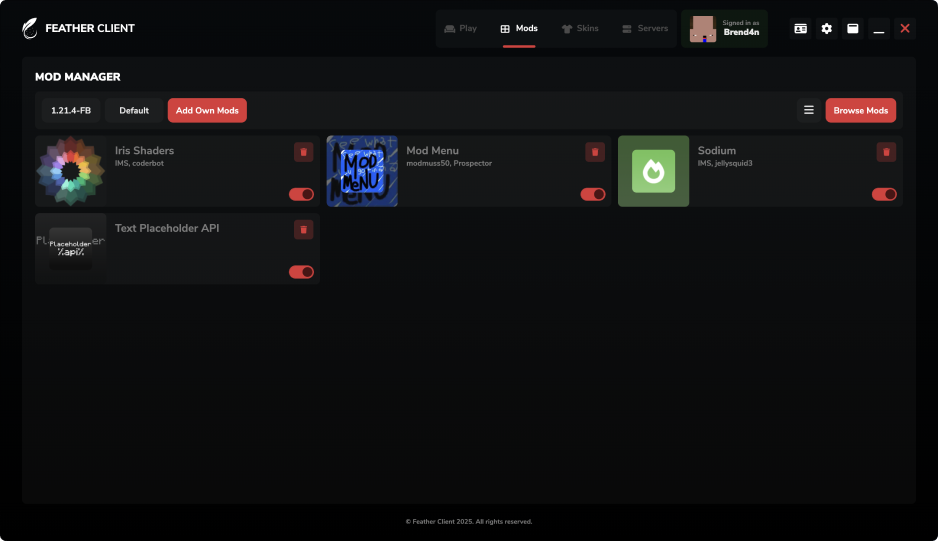 FEATHER CLIENT
Play
Mods
Skins
Servers
Signed in as
Brend4n
MOD MANAGER
1.21.4-FB
Default
Add Own Mods
Browse Mods
Iris Shaders
IMS, coderbot
see what
MOD
MENU
Mod Menu
modmuss50, Prospector
Sodium
IMS, jellysquid3
Placeholder
%api%
Text Placeholder API
© Feather Client 2025. All rights reserved.